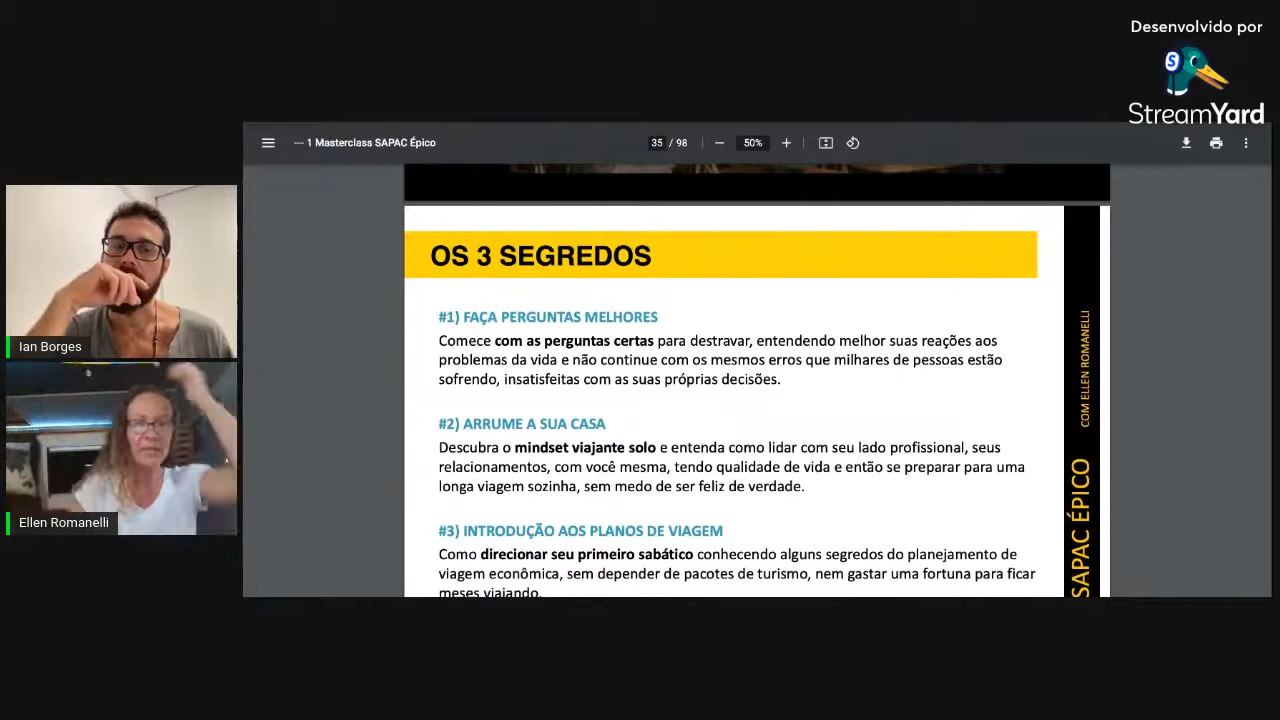 Desenvolvido por
StreamYard
--- 1 Masterclass SAPAC Épico
35 / 98
50%
OS 3 SEGREDOS
#1) FAÇA PERGUNTAS MELHORES
Comece com as perguntas certas para destravar, entendendo melhor suas reações aos
problemas da vida e não continue com os mesmos erros que milhares de pessoas estão
sofrendo, insatisfeitas com as suas próprias decisões.
#2) ARRUME A SUA CASA
Descubra o mindset viajante solo e entenda como lidar com seu lado profissional, seus
relacionamentos, com você mesma, tendo qualidade de vida e então se preparar para uma
longa viagem sozinha, sem medo de ser feliz de verdade.
#3) INTRODUÇÃO AOS PLANOS DE VIAGEM
Como direcionar seu primeiro sabático conhecendo alguns segredos do planejamento de
viagem econômica, sem depender de pacotes de turismo, nem gastar uma fortuna para ficar
meses viajando.
SAPAC ÉPICO
COM ELLEN ROMANELLI
Ian Borges
Ellen Romanelli